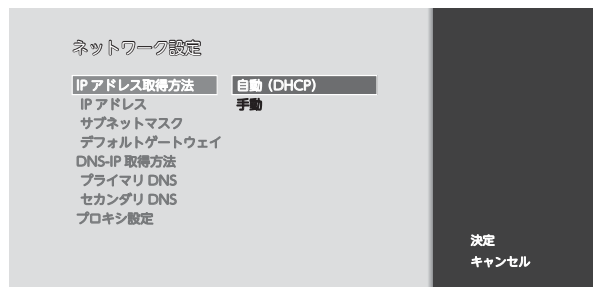 ネットワーク設定
IP アドレス取得方法 自動 (DHCP)
IP アドレス 手動
サブネットマスク
デフォルトゲートウェイ
DNS-IP 取得方法
プライマリ DNS
セカンダリ DNS
プロキシ設定
決定
キャンセル